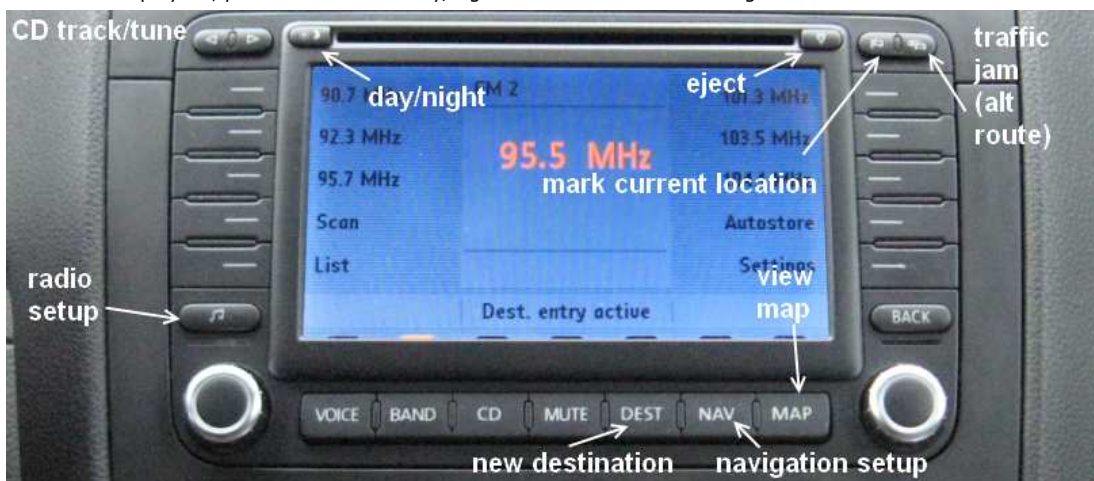 CD track/tune
traffic
jam
(alt
route)
day/night
eject
90.7
FM 2
101.3 MHz
92.3 MHz
95.5 MHz
103.5 MHz
95.7 MHz
mark current location
Scan
Autostore
List
Settings
radio
setup
view
map
Dest. entry active
BACK
VOICE BAND CD MUTE DEST NAV MAP
new destination
navigation setup